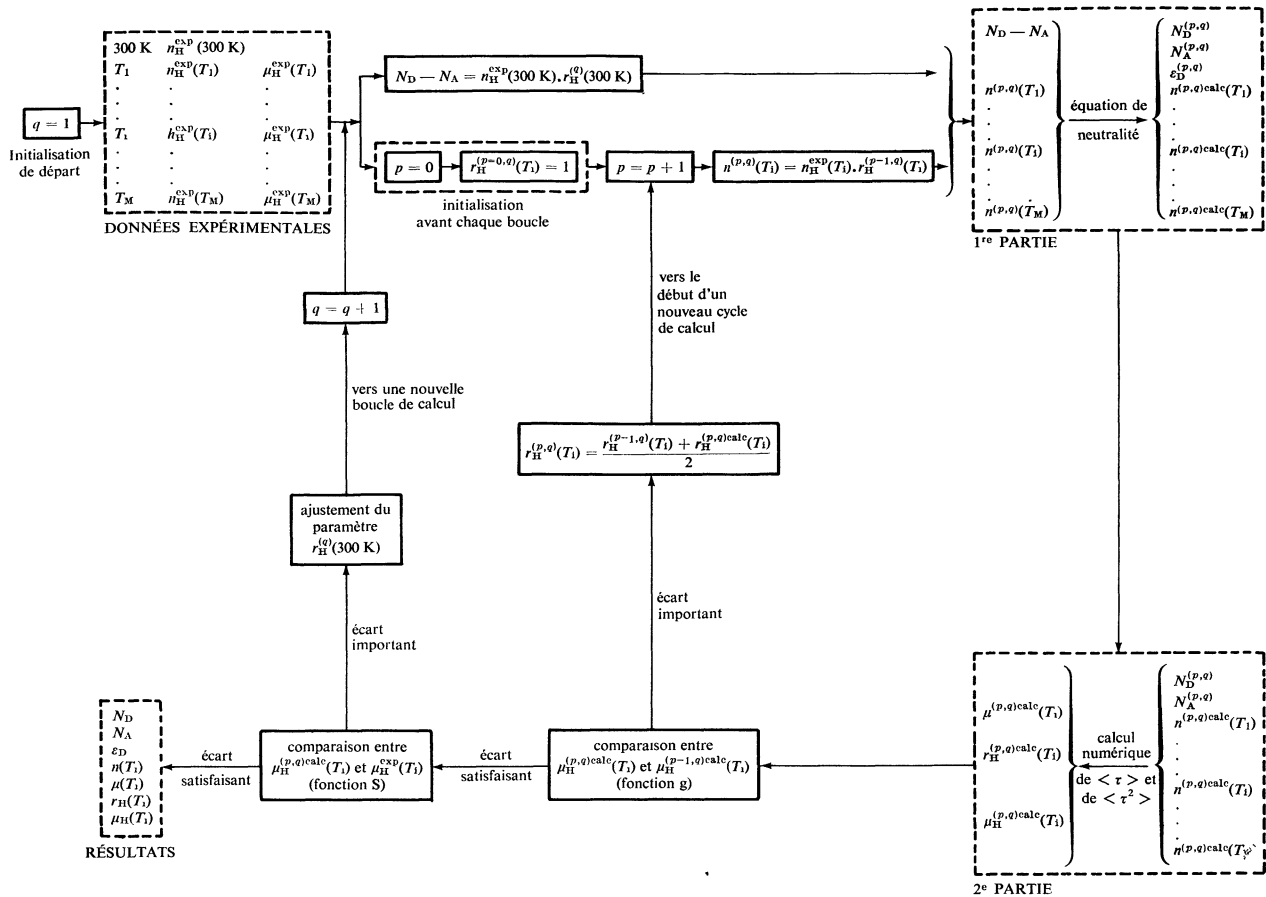 q = 1
Initialisation
de départ
300 K n_H^exp (300 K)
T_1 n_H^exp(T_1) μ_H^exp(T_1)
. . .
. . .
. . .
T_i h_H^exp(T_i) μ_H^exp(T_i)
. . .
. . .
. . .
T_M n_H^exp(T_M) μ_H^exp(T_M)
DONNÉES EXPÉRIMENTALES
N_D — N_A = n_H^exp(300 K).r_H^(q)(300 K)
p = 0
r_H^(p=0,q)(T_i) = 1
initialisation
avant chaque boucle
p = p + 1
n^(p,q)(T_i) = n_H^exp(T_i).r_H^(p-1,q)(T_i)
N_D — N_A
n^(p,q)(T_1)
.
.
n^(p,q)(T_i)
.
.
.
n^(p,q)(T_M)
équation de
neutralité
N_D^(p,q)
N_A^(p,q)
ε_D^(p,q)
n^(p,q)calc(T_1)
.
.
n^(p,q)calc(T_i)
.
.
.
n^(p,q)calc(T_M)
1^re PARTIE
q = q + 1
vers une nouvelle
boucle de calcul
vers le
début d'un
nouveau cycle
de calcul
r_H^(p,q)(T_i) = (r_H^(p-1,q)(T_i) + r_H^(p,q)calc(T_i)) / 2
ajustement du
paramètre
r_H^(q)(300 K)
écart
important
écart
important
N_D
N_A
ε_D
n(T_i)
μ(T_i)
r_H(T_i)
μ_H(T_i)
RÉSULTATS
écart
satisfaisant
comparaison entre
μ_H^(p,q)calc(T_i) et μ_H^exp(T_i)
(fonction S)
écart
satisfaisant
comparaison entre
μ_H^(p,q)calc(T_i) et μ_H^(p-1,q)calc(T_i)
(fonction g)
μ^(p,q)calc(T_i)
r_H^(p,q)calc(T_i)
μ_H^(p,q)calc(T_i)
calcul
numérique
de < τ > et
de < τ² >
N_D^(p,q)
N_A^(p,q)
n^(p,q)calc(T_1)
.
.
n^(p,q)calc(T_i)
.
.
n^(p,q)calc(T
2^e PARTIE